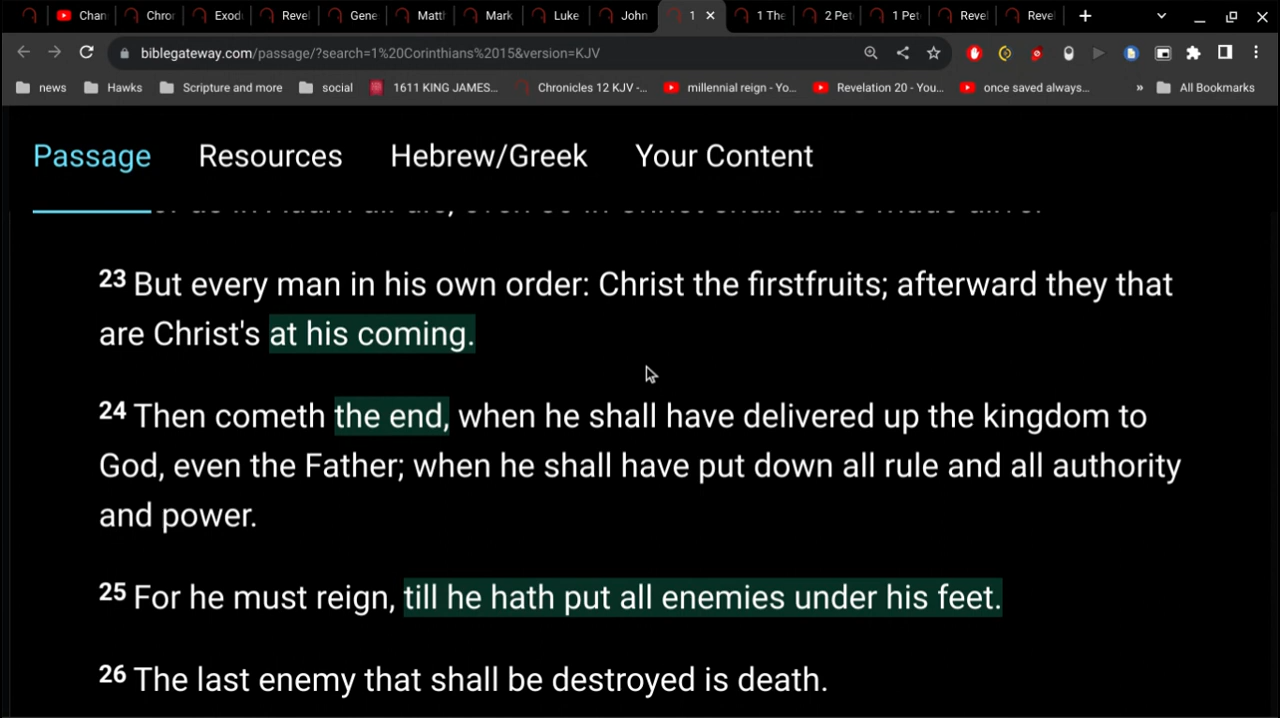 Chan
Chror
Exod
Revel
Gene
Matt
Mark
Luke
John
1
1 The
2 Pet
1 Pet
Revel
Revel
biblegateway.com/passage/?search=1%20Corinthians%2015&version=KJV
news
Hawks
Scripture and more
social
1611 KING JAMES...
Chronicles 12 KJV -...
millennial reign - Yo...
Revelation 20 - You...
once saved always...
»
All Bookmarks
Passage
Resources
Hebrew/Greek
Your Content
23 But every man in his own order: Christ the firstfruits; afterward they that
are Christ's at his coming.
24 Then cometh the end, when he shall have delivered up the kingdom to
God, even the Father; when he shall have put down all rule and all authority
and power.
25 For he must reign, till he hath put all enemies under his feet.
26 The last enemy that shall be destroyed is death.